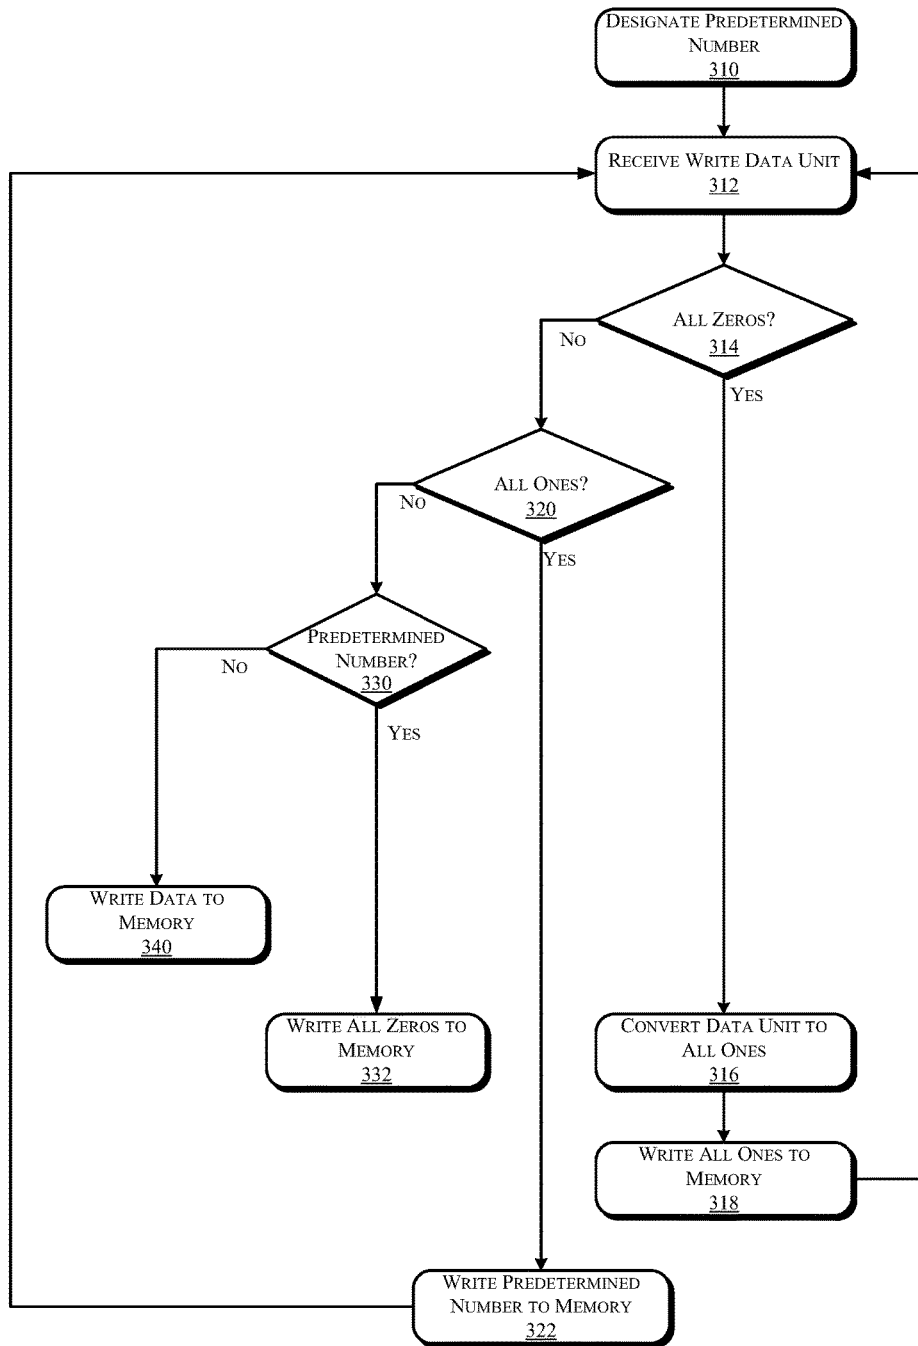 DESIGNATE PREDETERMINED
NUMBER
310
RECEIVE WRITE DATA UNIT
312
ALL ZEROS?
314
NO
YES
ALL ONES?
320
NO
YES
PREDETERMINED
NUMBER?
330
NO
YES
WRITE DATA TO
MEMORY
340
WRITE ALL ZEROS TO
MEMORY
332
CONVERT DATA UNIT TO
ALL ONES
316
WRITE ALL ONES TO
MEMORY
318
WRITE PREDETERMINED
NUMBER TO MEMORY
322